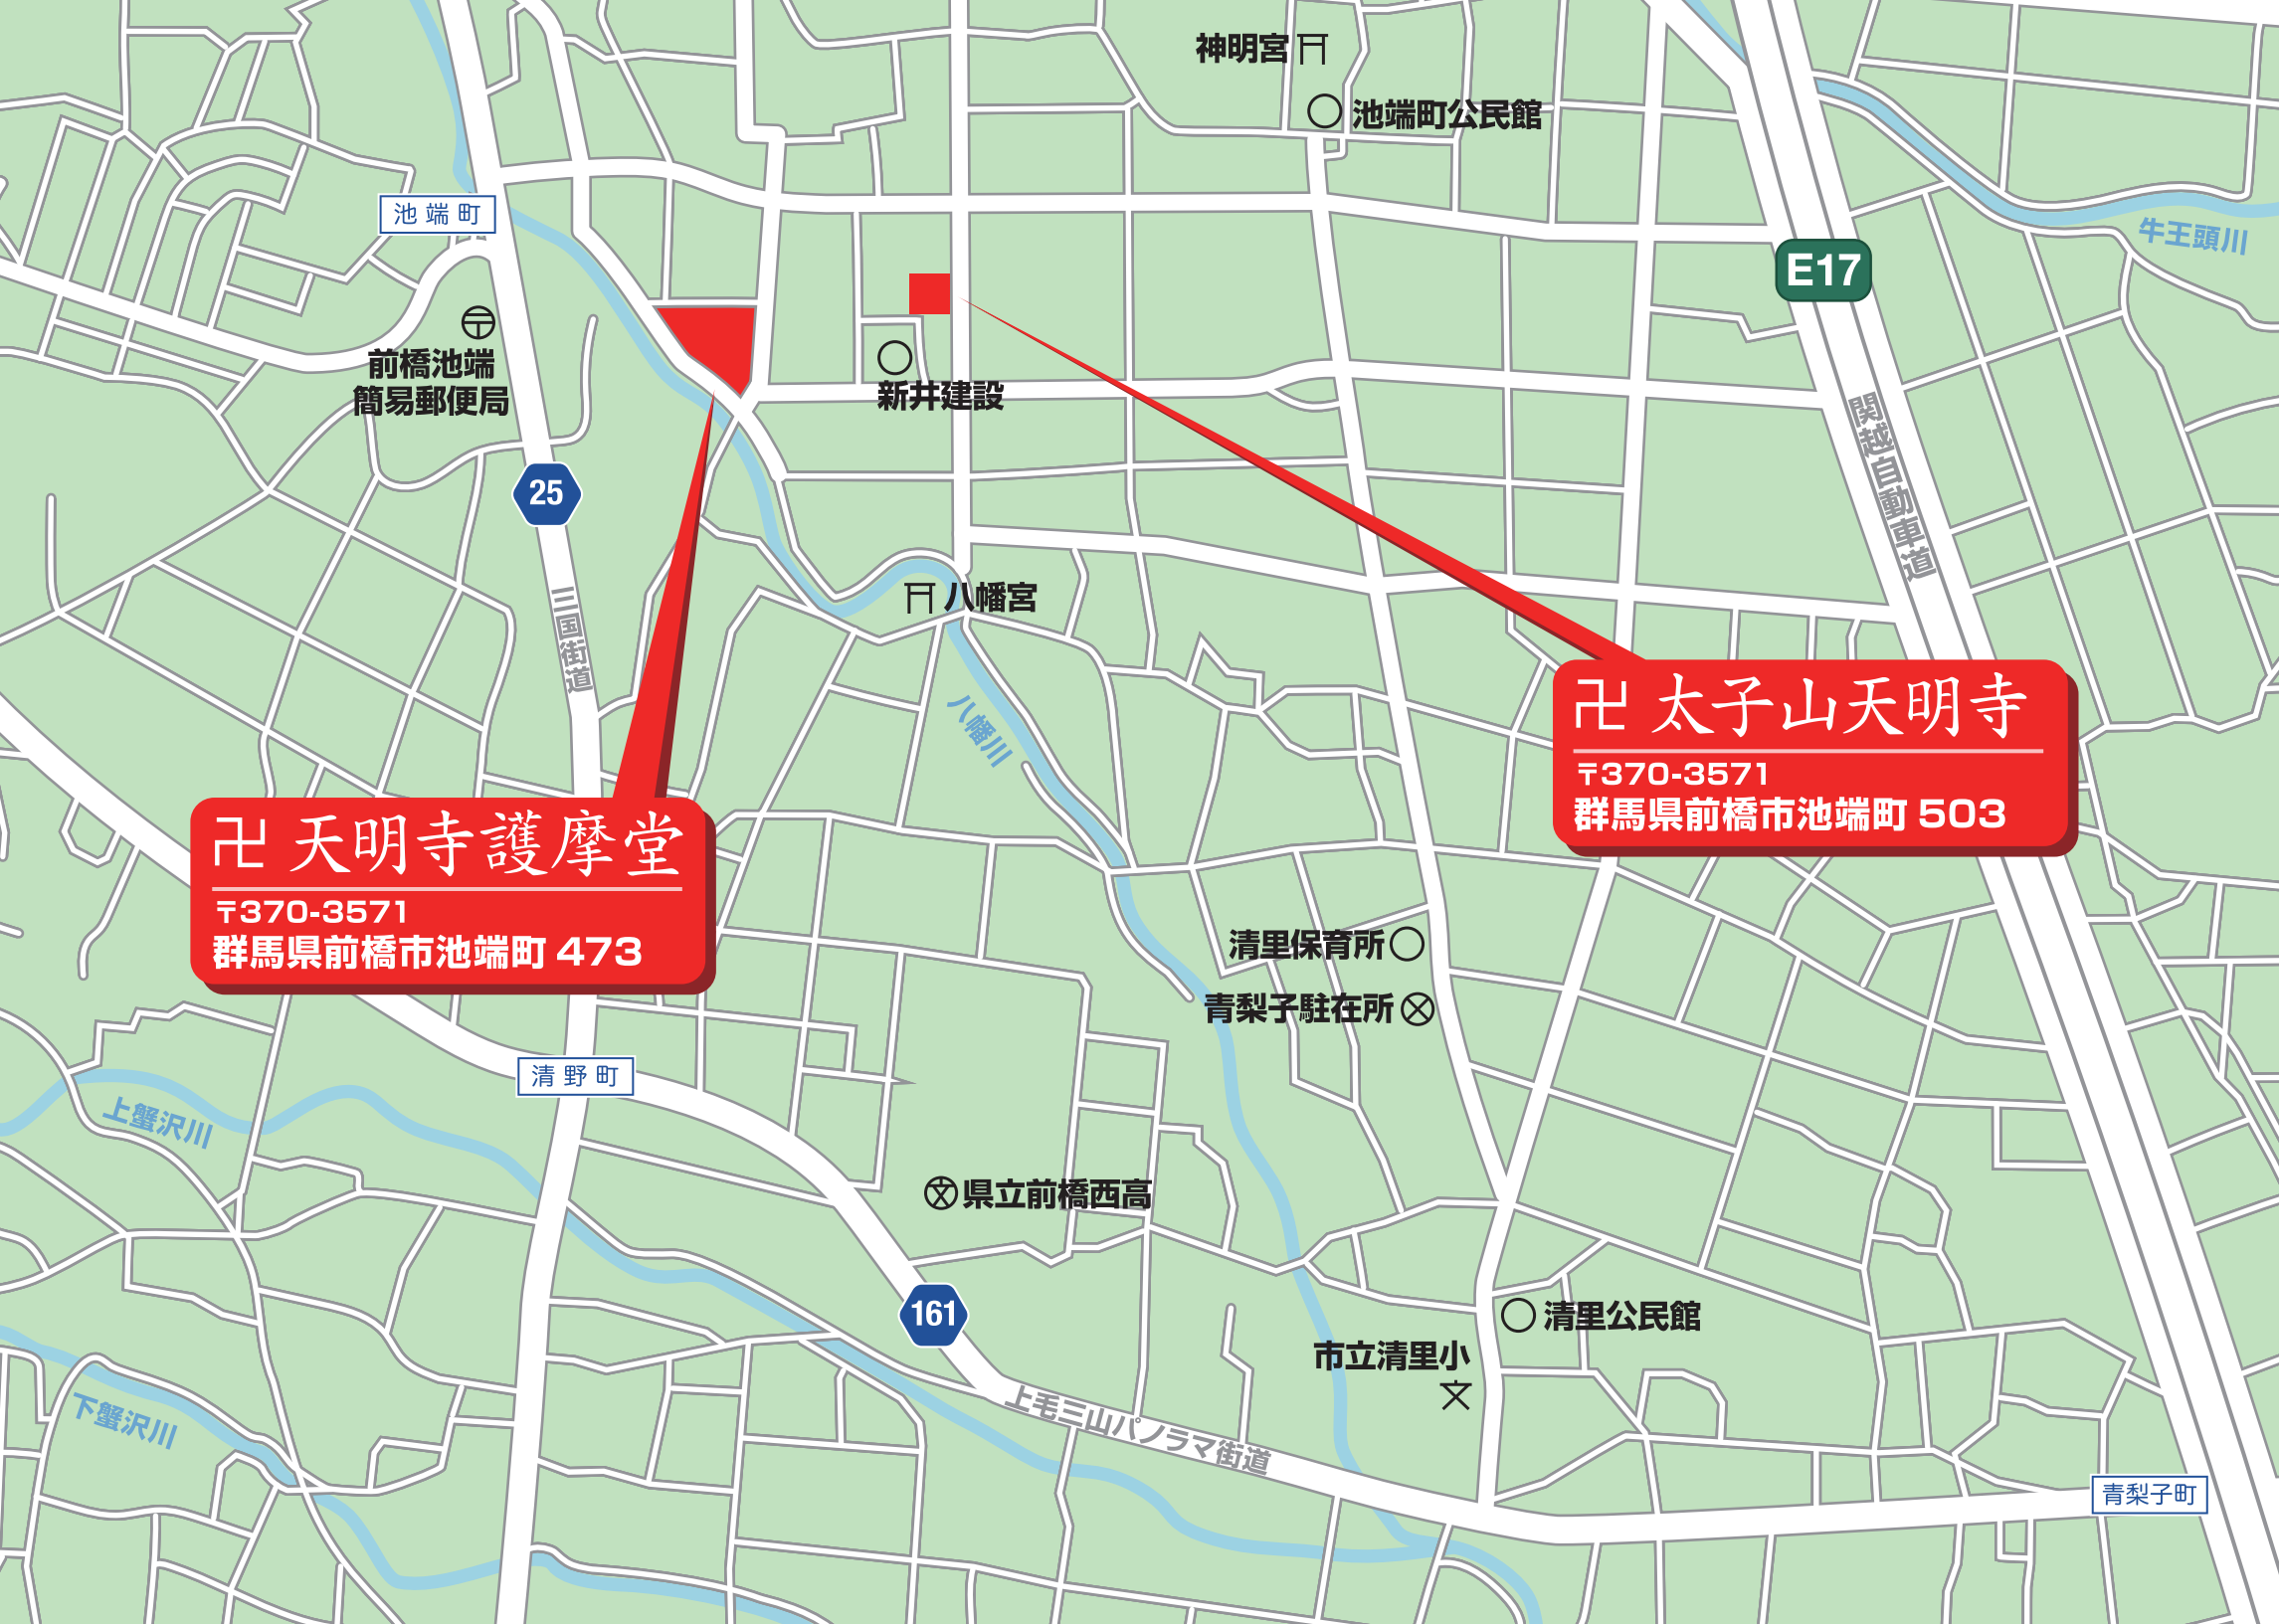 神明宮
池端町公民館
池端町
牛王頭川
E17
前橋池端
簡易郵便局
新井建設
関越自動車道
25
三国街道
八幡宮
八幡川
卍 太子山天明寺
〒370-3571
群馬県前橋市池端町 503
卍 天明寺護摩堂
〒370-3571
群馬県前橋市池端町 473
清里保育所
青梨子駐在所
清野町
上蟹沢川
県立前橋西高
161
清里公民館
市立清里小
上毛三山パノラマ街道
下蟹沢川
青梨子町